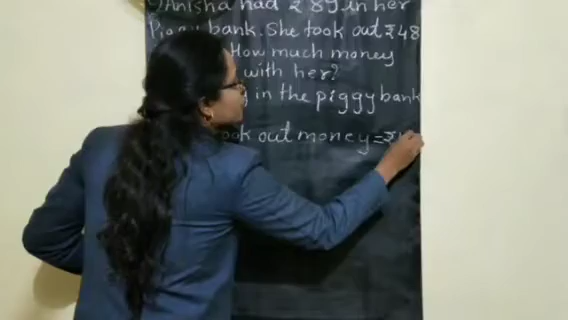 Anisha had ₹89 in her
Piggy bank. She took out ₹48
How much money
with her?
in the piggy bank
took out money = ₹